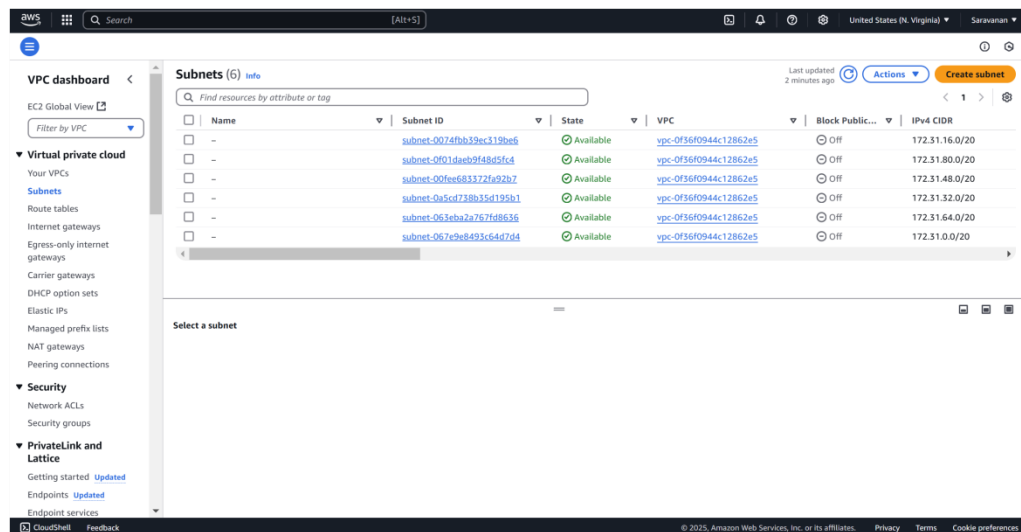 aws Search [Alt+S] United States (N. Virginia) Saravanan
VPC dashboard
EC2 Global View
Filter by VPC
Virtual private cloud
Your VPCs
Subnets
Route tables
Internet gateways
Egress-only internet
gateways
Carrier gateways
DHCP option sets
Elastic IPs
Managed prefix lists
NAT gateways
Peering connections
Security
Network ACLs
Security groups
PrivateLink and
Lattice
Getting started Updated
Endpoints Updated
Endpoint services
Subnets (6) Info
Last updated
2 minutes ago
Actions
Create subnet
Find resources by attribute or tag
1
Name Subnet ID State VPC Block Public... IPv4 CIDR
– subnet-0074fbb39ec319be6 Available vpc-0f36f0944c12862e5 Off 172.31.16.0/20
– subnet-0f01daeb9f48d5fc4 Available vpc-0f36f0944c12862e5 Off 172.31.80.0/20
– subnet-00fee683372fa92b7 Available vpc-0f36f0944c12862e5 Off 172.31.48.0/20
– subnet-0a5cd738b35d195b1 Available vpc-0f36f0944c12862e5 Off 172.31.32.0/20
– subnet-063eba2a767fd8636 Available vpc-0f36f0944c12862e5 Off 172.31.64.0/20
– subnet-067e9e8493c64d7d4 Available vpc-0f36f0944c12862e5 Off 172.31.0.0/20
Select a subnet
CloudShell Feedback © 2025, Amazon Web Services, Inc. or its affiliates. Privacy Terms Cookie preferences